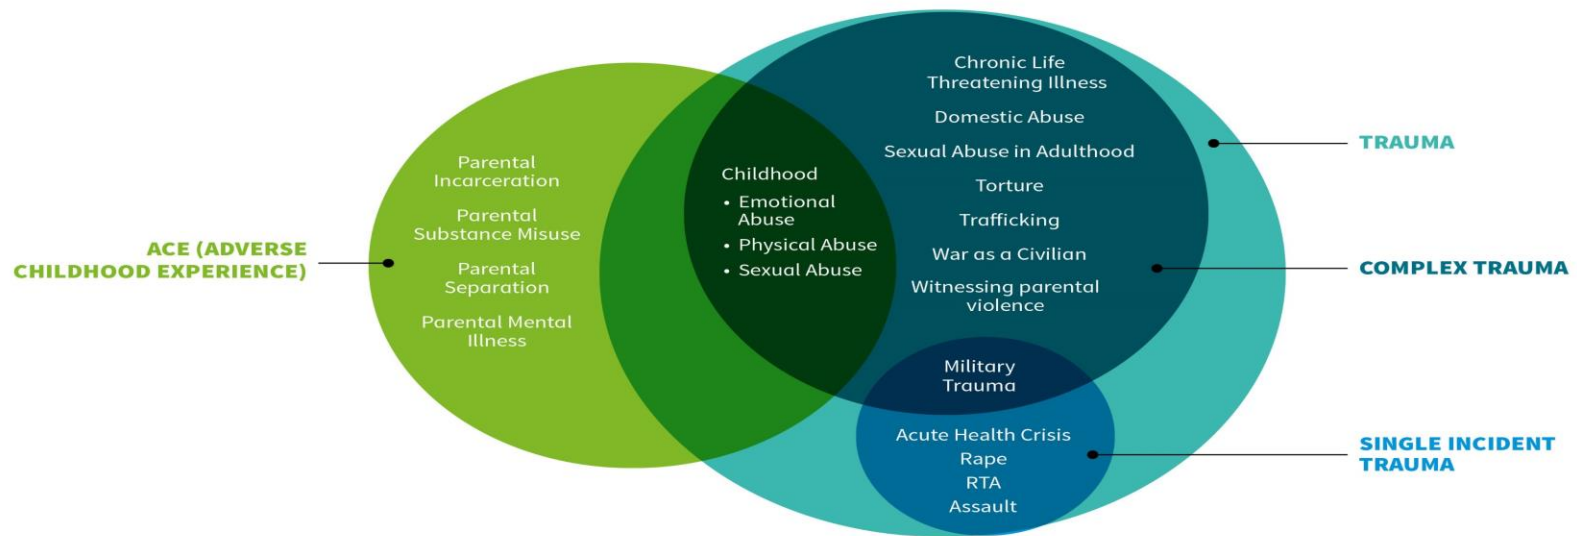 ACE (ADVERSE
CHILDHOOD EXPERIENCE)
Parental
Incarceration
Parental
Substance Misuse
Parental
Separation
Parental Mental
Illness
Childhood
• Emotional
Abuse
• Physical Abuse
• Sexual Abuse
Chronic Life
Threatening Illness
Domestic Abuse
Sexual Abuse in Adulthood
Torture
Trafficking
War as a Civilian
Witnessing parental
violence
Military
Trauma
Acute Health Crisis
Rape
RTA
Assault
TRAUMA
COMPLEX TRAUMA
SINGLE INCIDENT
TRAUMA